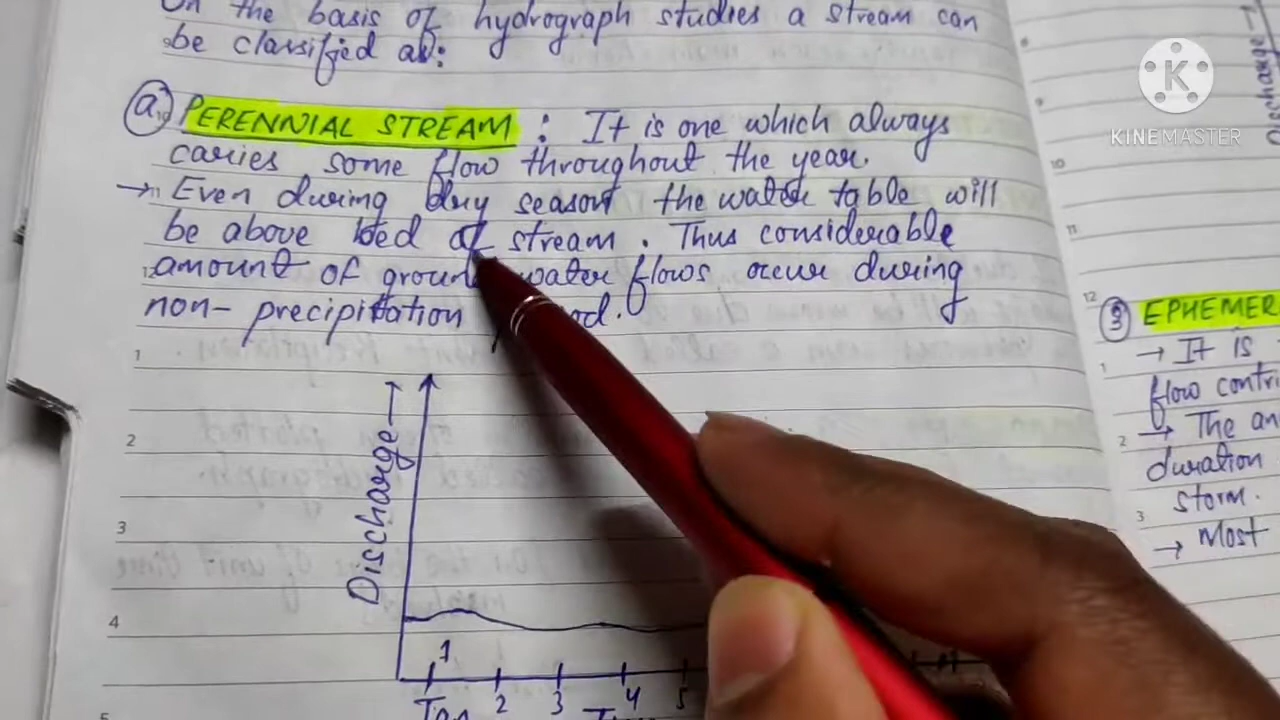 On the basis of hydrograph studies a stream can
be classified as:
a) PERENNIAL STREAM : It is one which always
caries some flow throughout the year.
→ Even during dry season the water table will
be above bed of stream. Thus considerable
amount of ground water flows occur during
non-precipitation
Discharge →
1 2 3 4 5
Jan
Discharge →
3 EPHEMER
→ It is
flow contri
→ The an
duration
storm.
→ Most
KINEMASTER